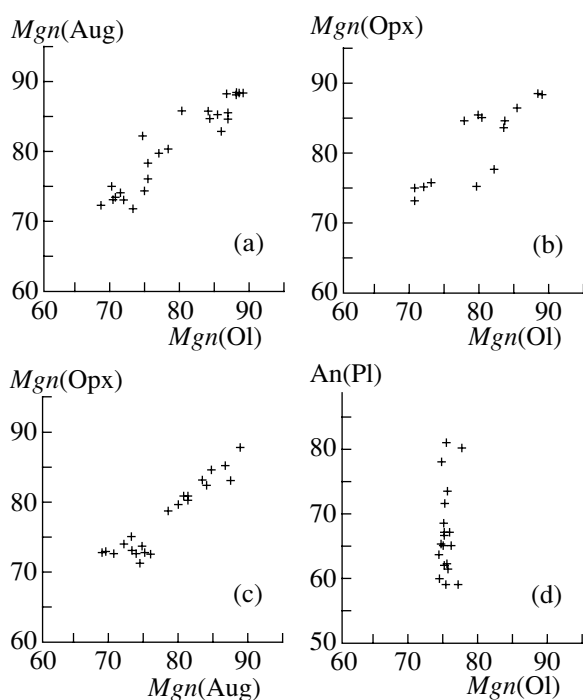 Mgn(Aug)
90
80
70
60
60 70 80 90
Mgn(Ol)
(a)
Mgn(Opx)
90
80
70
60
60 70 80 90
Mgn(Ol)
(b)
Mgn(Opx)
90
80
70
60
60 70 80 90
Mgn(Aug)
(c)
An(Pl)
80
70
60
50
60 70 80 90
Mgn(Ol)
(d)